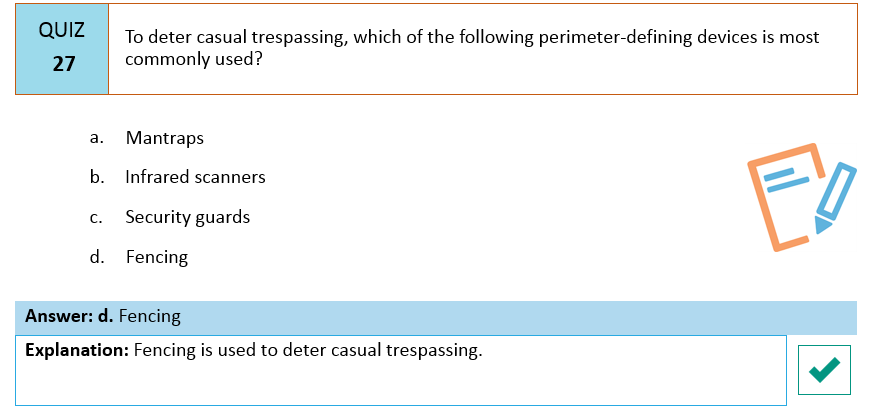 QUIZ
27
To deter casual trespassing, which of the following perimeter-defining devices is most
commonly used?
a. Mantraps
b. Infrared scanners
c. Security guards
d. Fencing
Answer: d. Fencing
Explanation: Fencing is used to deter casual trespassing.